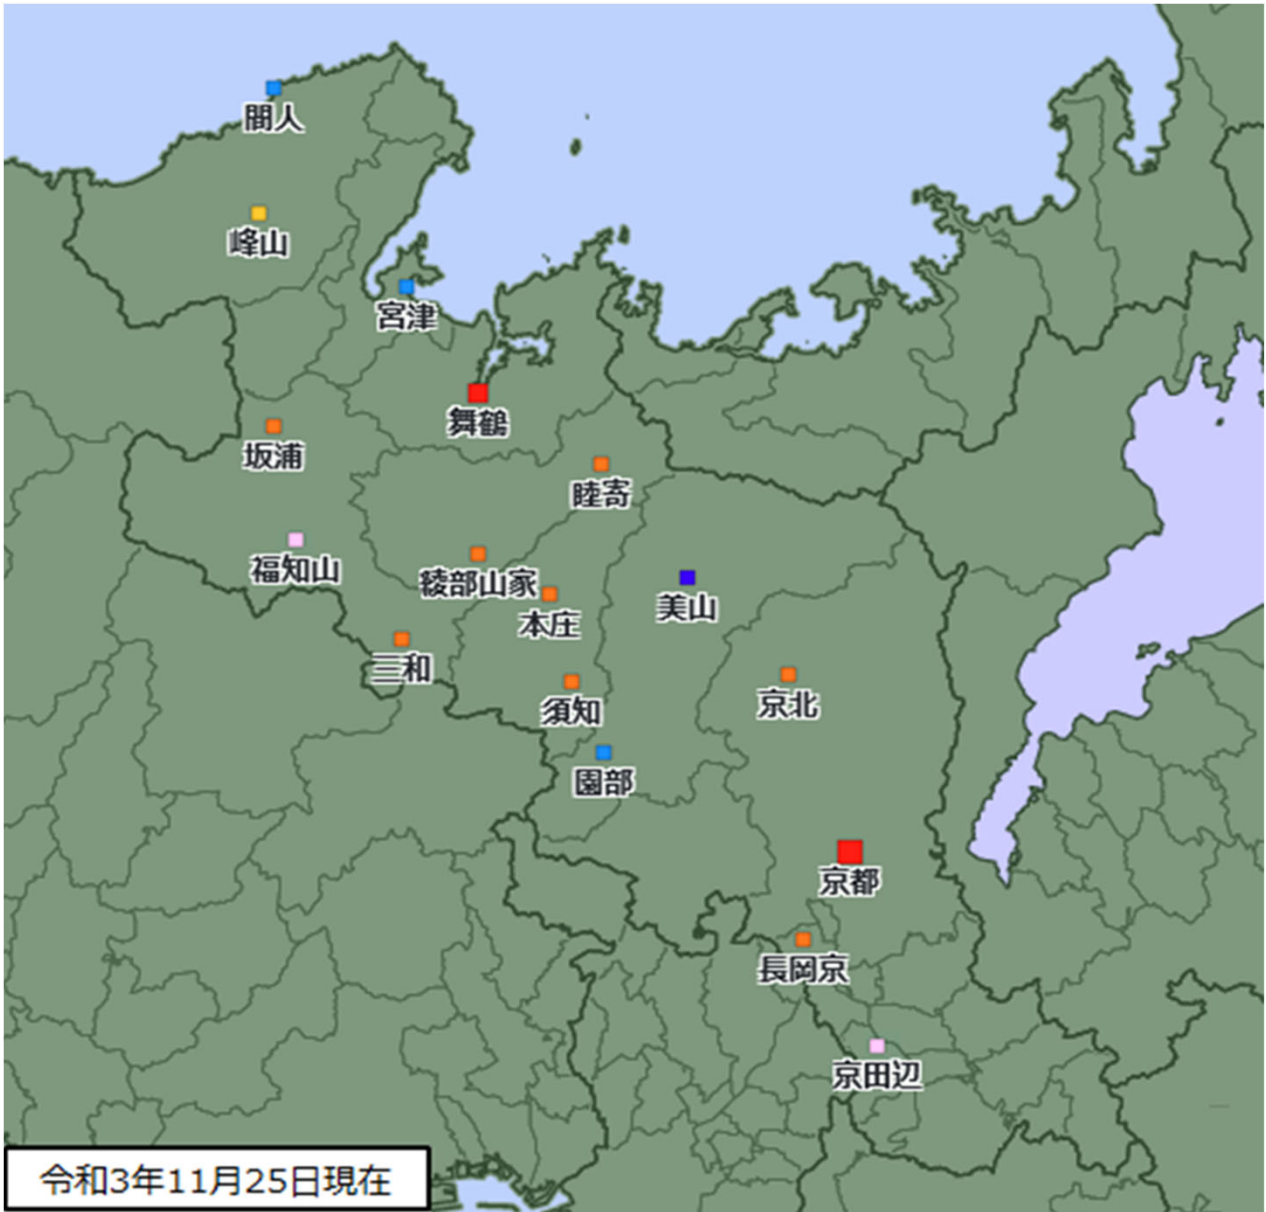 間人
峰山
宮津
舞鶴
坂浦
睦寄
福知山
綾部山家
本庄
美山
三和
須知
京北
園部
京都
長岡京
京田辺
令和3年11月25日現在